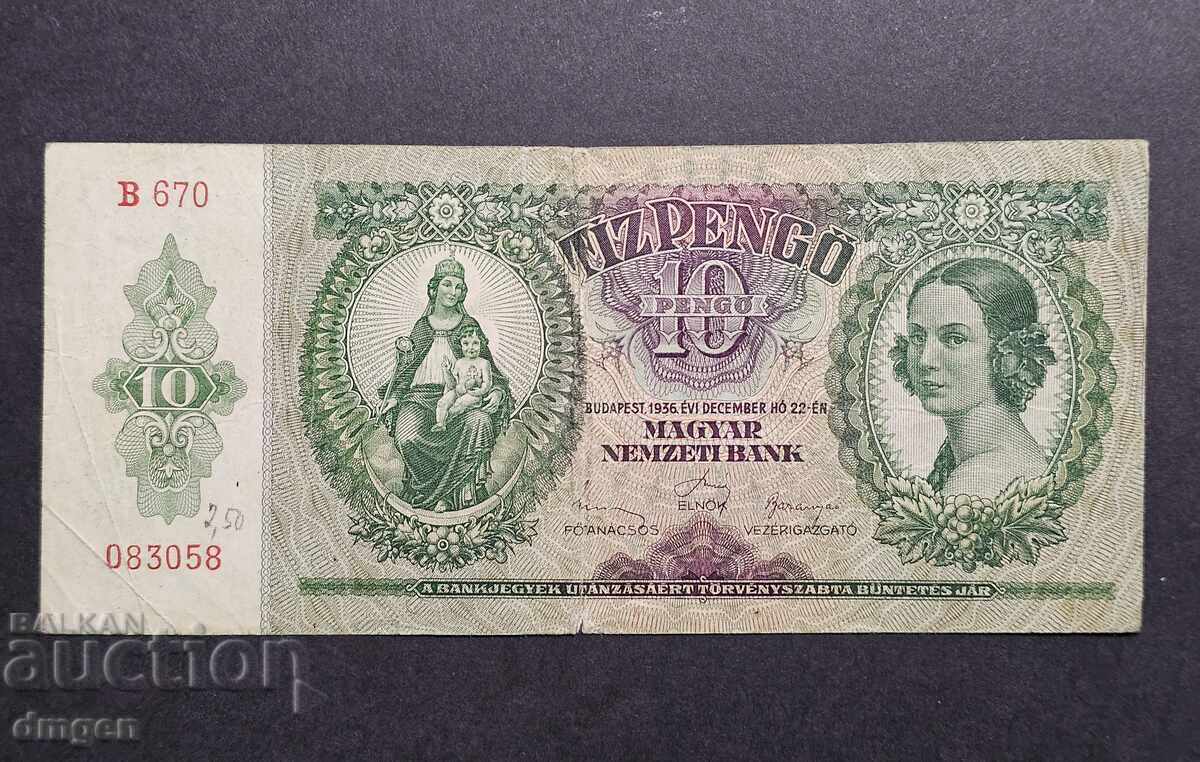 B 670
TIZ PENGŐ
10
PENGŐ
10
BUDAPEST, 1936. ÉVI DECEMBER HÓ 22-ÉN
MAGYAR
NEMZETI BANK
ELNÖK
FŐTANÁCSOS VEZÉRIGAZGATÓ
2,50
083058
A BANKJEGYEK UTÁNZÁSÁÉRT TÖRVÉNYSZABTA BÜNTETÉS JÁR
BALKAN
auction
dmgen